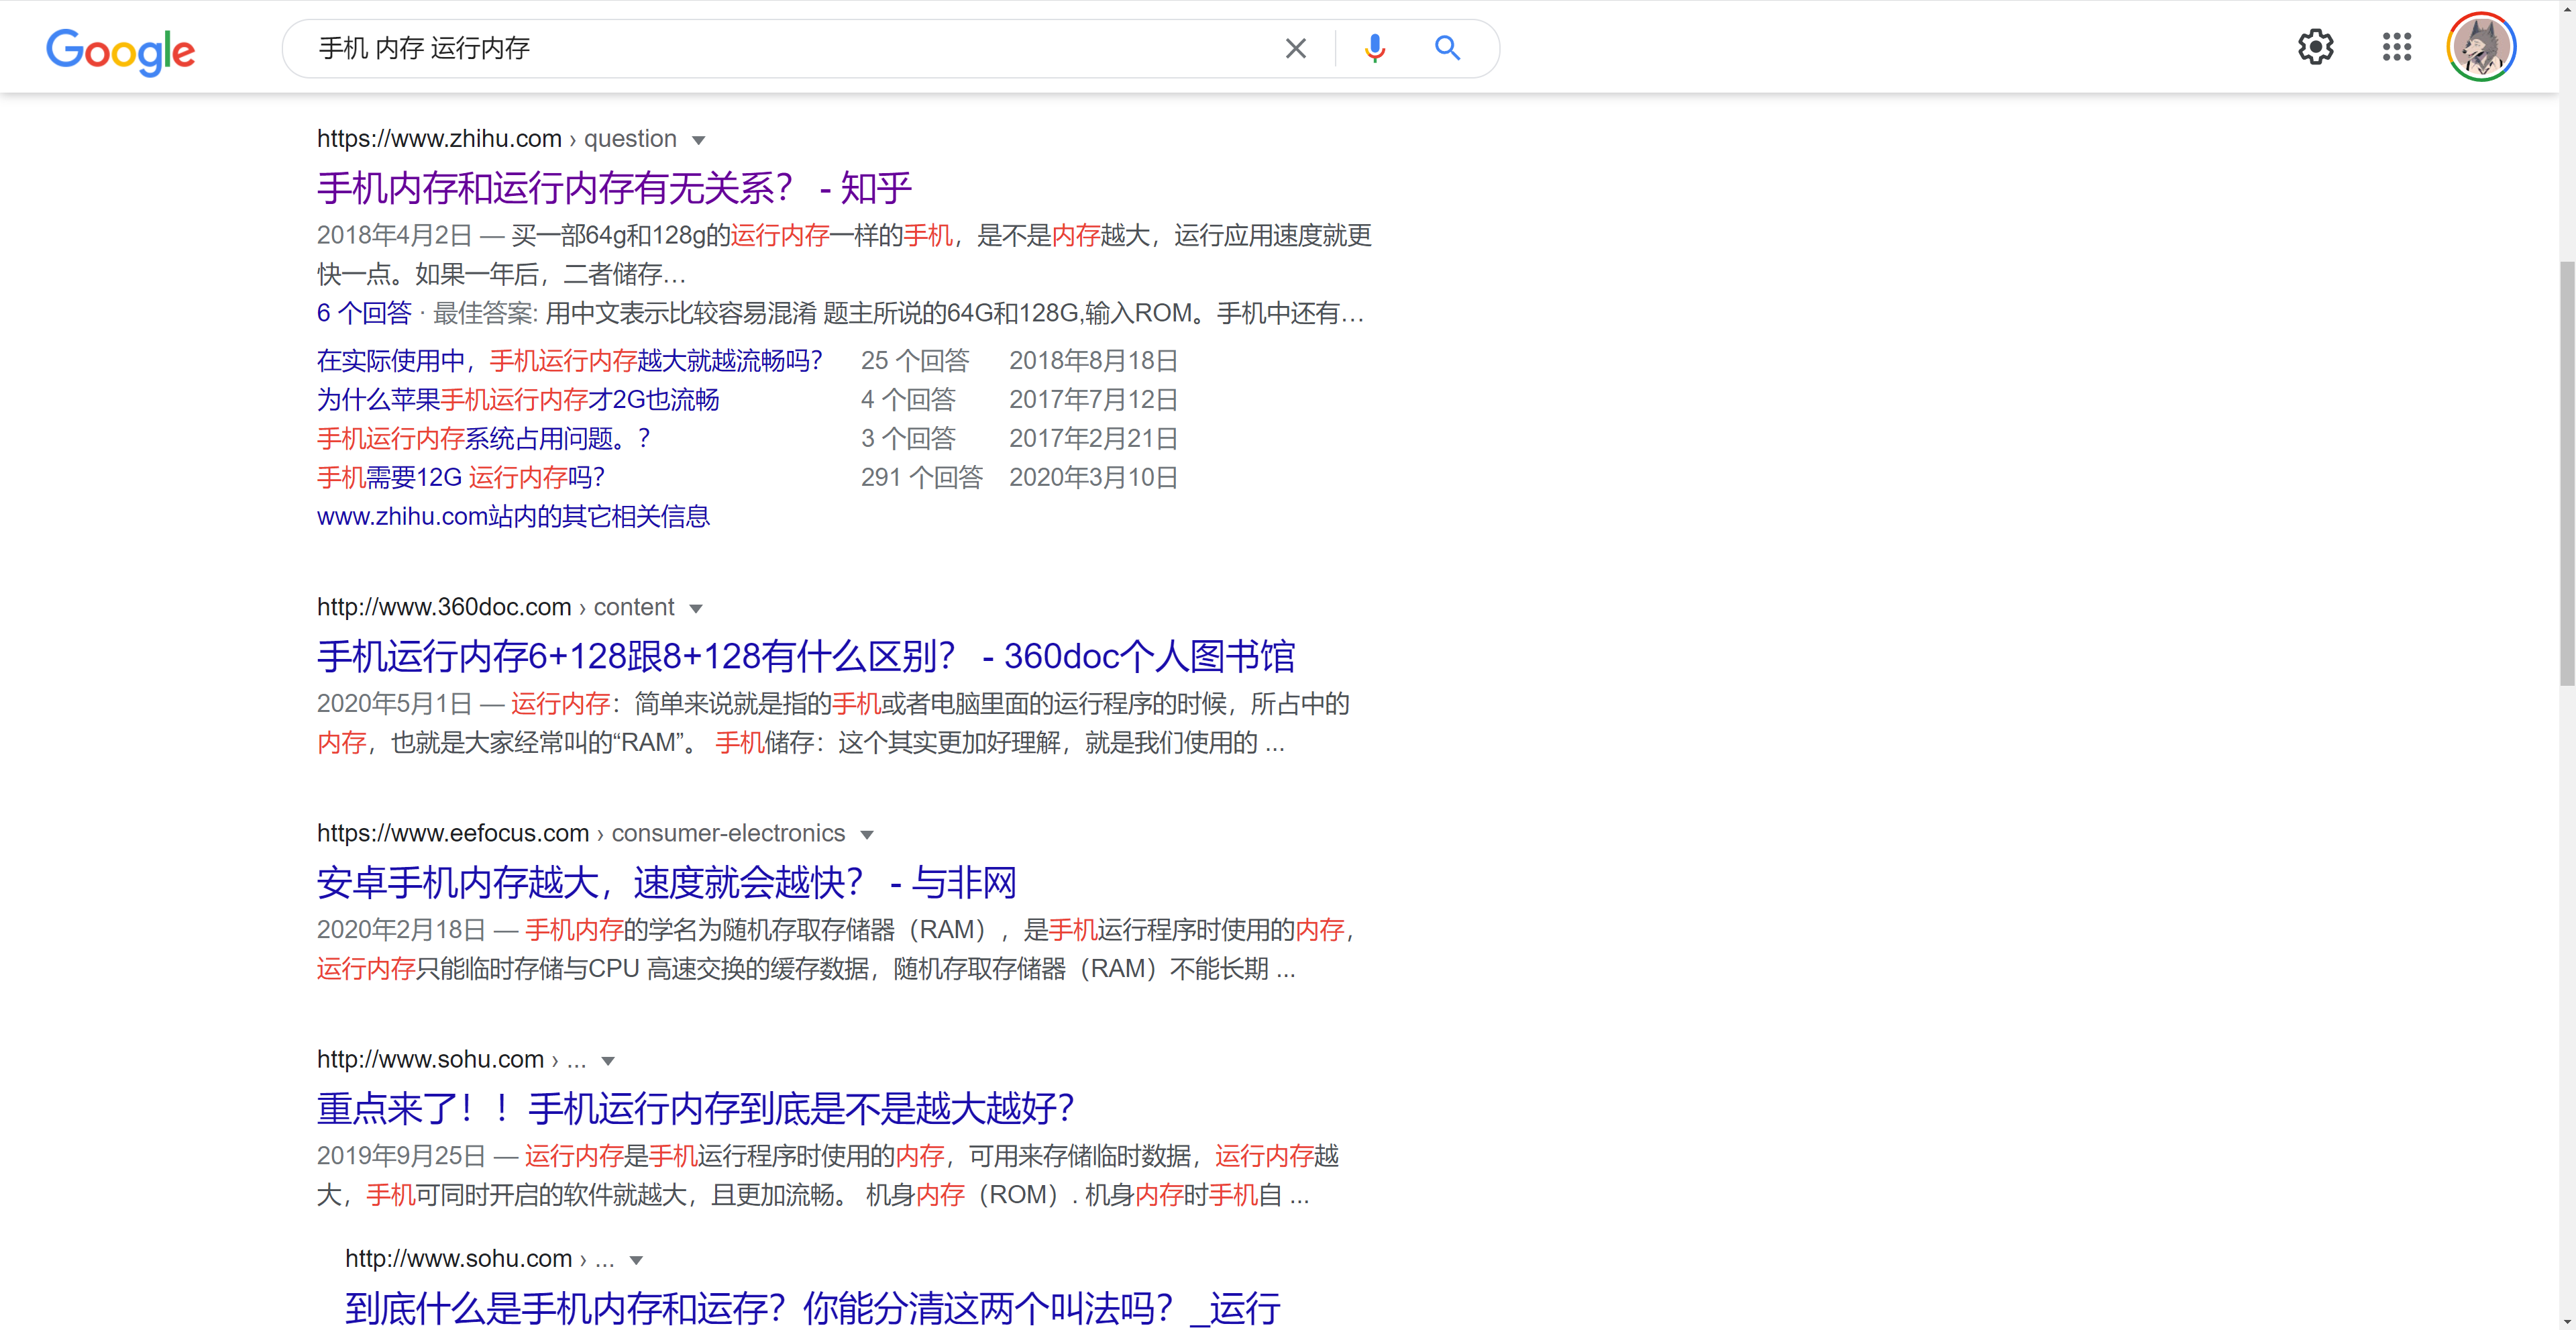 Google
手机 内存 运行内存
https://www.zhihu.com › question
手机内存和运行内存有无关系？ - 知乎
2018年4月2日 — 买一部64g和128g的运行内存一样的手机，是不是内存越大，运行应用速度就更
快一点。如果一年后，二者储存…
6 个回答 · 最佳答案: 用中文表示比较容易混淆 题主所说的64G和128G,输入ROM。手机中还有…
在实际使用中，手机运行内存越大就越流畅吗？ 25 个回答 2018年8月18日
为什么苹果手机运行内存才2G也流畅 4 个回答 2017年7月12日
手机运行内存系统占用问题。？ 3 个回答 2017年2月21日
手机需要12G 运行内存吗？ 291 个回答 2020年3月10日
www.zhihu.com站内的其它相关信息
http://www.360doc.com › content
手机运行内存6+128跟8+128有什么区别？ - 360doc个人图书馆
2020年5月1日 — 运行内存：简单来说就是指的手机或者电脑里面的运行程序的时候，所占中的
内存，也就是大家经常叫的“RAM”。 手机储存：这个其实更加好理解，就是我们使用的 ...
https://www.eefocus.com › consumer-electronics
安卓手机内存越大，速度就会越快？ - 与非网
2020年2月18日 — 手机内存的学名为随机存取存储器（RAM），是手机运行程序时使用的内存，
运行内存只能临时存储与CPU 高速交换的缓存数据，随机存取存储器（RAM）不能长期 ...
http://www.sohu.com › ...
重点来了！！手机运行内存到底是不是越大越好？
2019年9月25日 — 运行内存是手机运行程序时使用的内存，可用来存储临时数据，运行内存越
大，手机可同时开启的软件就越大，且更加流畅。 机身内存（ROM）. 机身内存时手机自 ...
http://www.sohu.com › ...
到底什么是手机内存和运存？你能分清这两个叫法吗？_运行